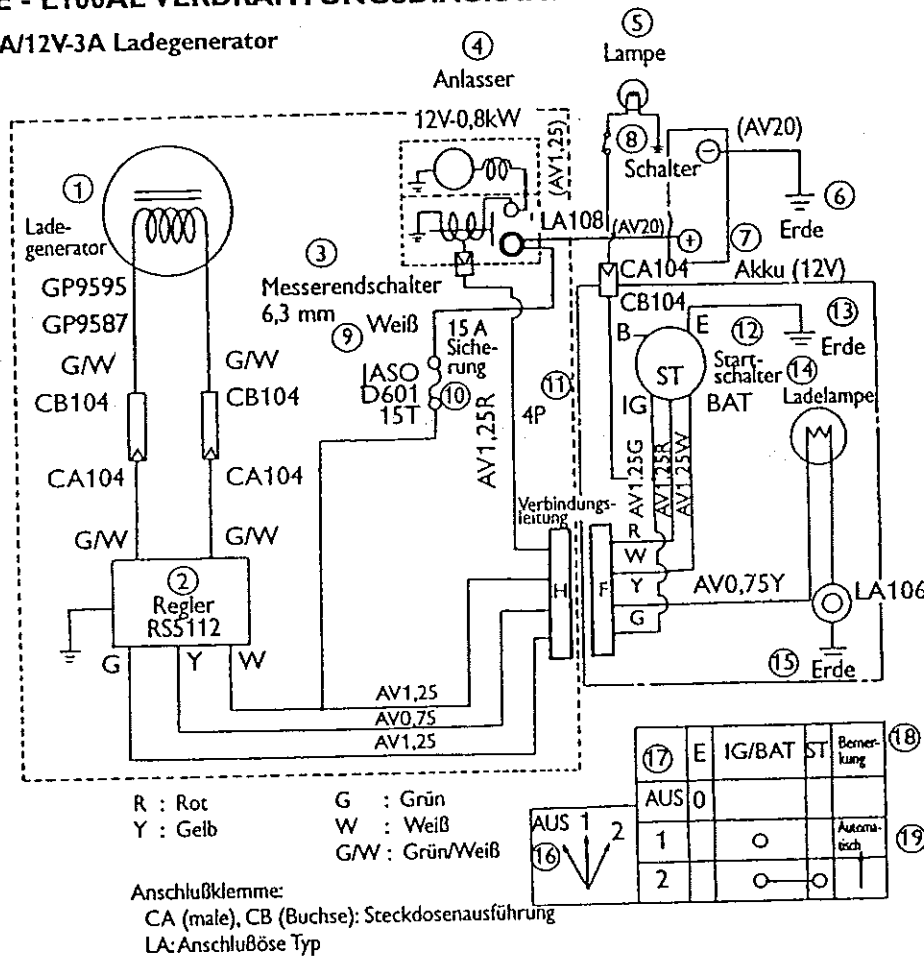 A/12V-3A Ladegenerator
④
Anlasser
12V-0,8kW
⑤
Lampe
⑧
Schalter
(AV1,25)
(AV20)
⑥
Erde
①
Lade-
generator
GP9595
GP9587
G/W
G/W
CB104
CB104
CA104
CA104
G/W
G/W
②
Regler
RS5112
G
Y
W
③
Messerendschalter
6,3 mm
⑨ Weiß
15 A
Siche-
rung
JASO
D601
15T
⑩
AV1,25R
⑪
4P
LA108
(AV20)
+
−
⑦
CA104
CB104
Akku (12V)
B
E
⑫
ST
Start-
schalter
IG
BAT
⑬
Erde
⑭
Ladelampe
AV1.25G
AV1.25R
AV1.25W
Verbindungs-
leitung
H
F
R
W
Y
G
AV0,75Y
LA106
⑮ Erde
AV1,25
AV0,75
AV1,25
R : Rot
Y : Gelb
G : Grün
W : Weiß
G/W : Grün/Weiß
AUS 1 2
⑯
⑰ E IG/BAT ST Bemer-
kung
⑱
AUS 0
1 Automa-
tisch
⑲
2
Anschlußklemme:
CA (male), CB (Buchse): Steckdosenausführung
LA: Anschlußöse Typ